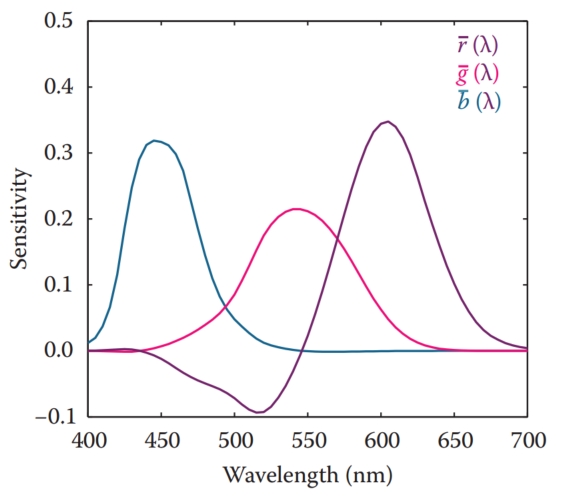 0.5
r̄ (λ)
ḡ (λ)
b̄ (λ)
0.4
0.3
0.2
0.1
0.0
−0.1
Sensitivity
400 450 500 550 600 650 700
Wavelength (nm)